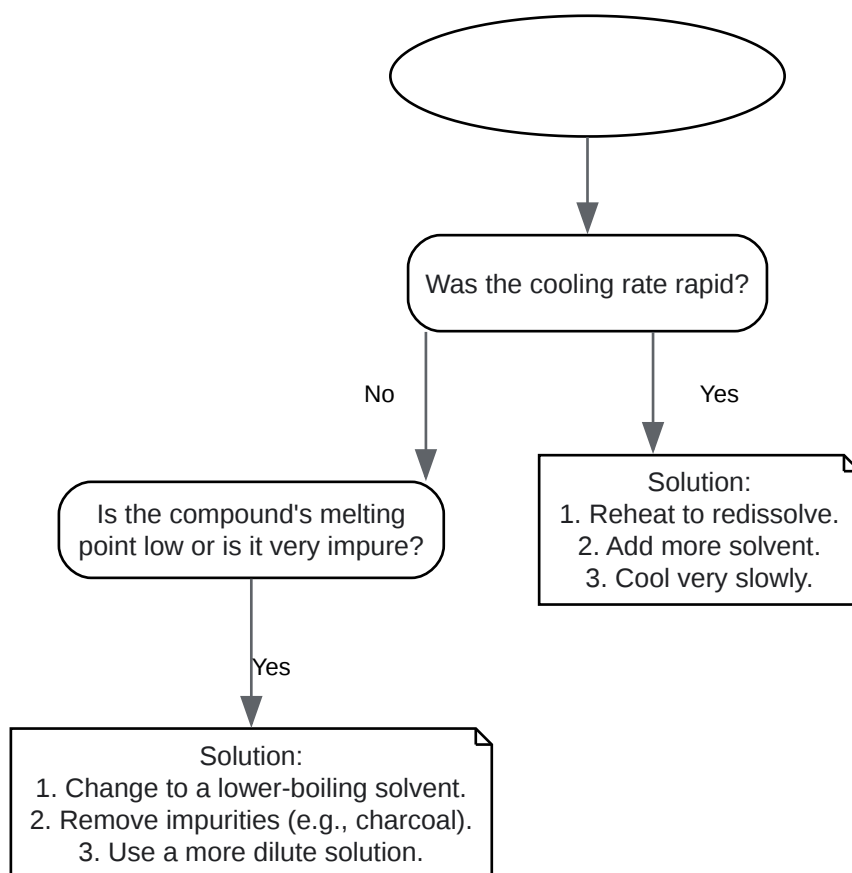 Was the cooling rate rapid?
No
Yes
Solution:
1. Reheat to redissolve.
2. Add more solvent.
3. Cool very slowly.
Is the compound's melting
point low or is it very impure?
Yes
Solution:
1. Change to a lower-boiling solvent.
2. Remove impurities (e.g., charcoal).
3. Use a more dilute solution.